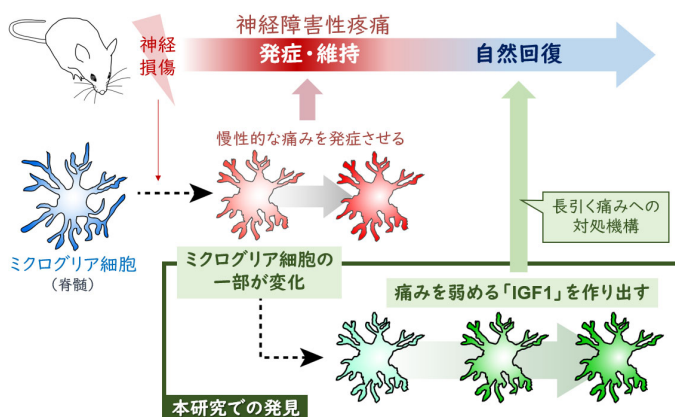 神経障害性疼痛
神経
損傷
発症・維持
自然回復
慢性的な痛みを発症させる
ミクログリア細胞
（脊髄）
長引く痛みへの
対処機構
ミクログリア細胞の
一部が変化
痛みを弱める「IGF1」を作り出す
本研究での発見